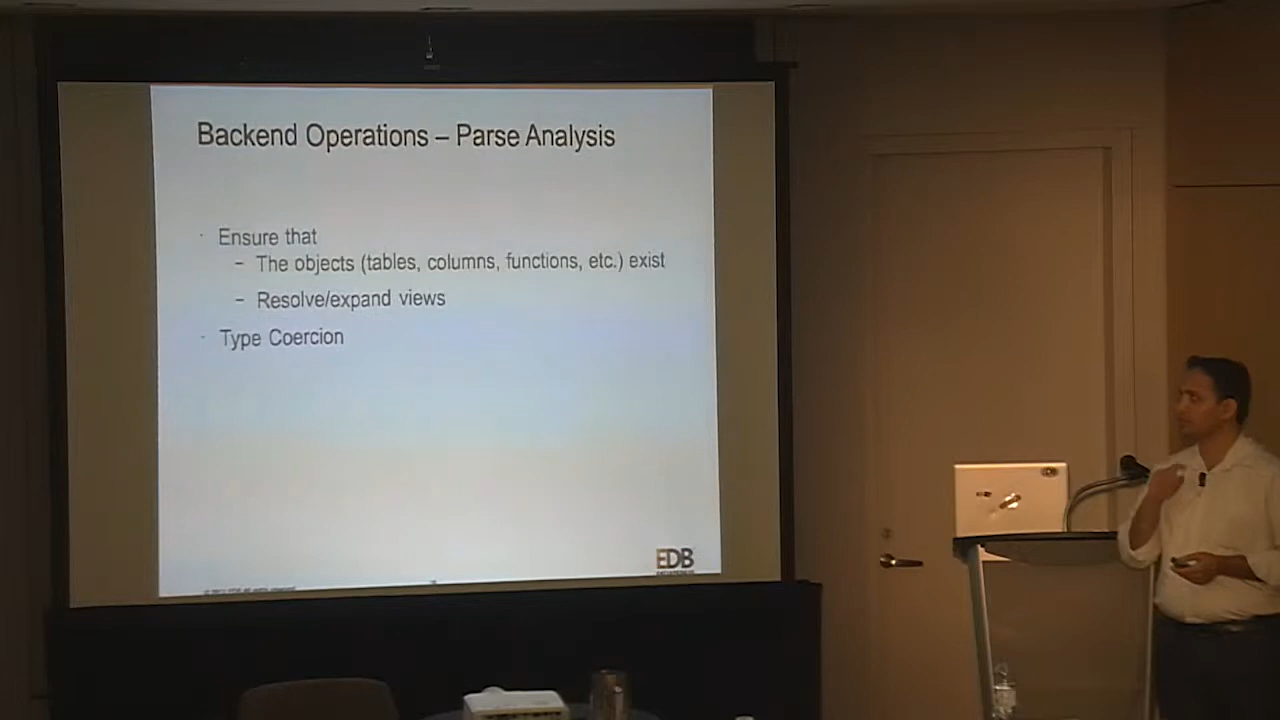 Backend Operations – Parse Analysis
· Ensure that
– The objects (tables, columns, functions, etc.) exist
– Resolve/expand views
· Type Coercion
EDB